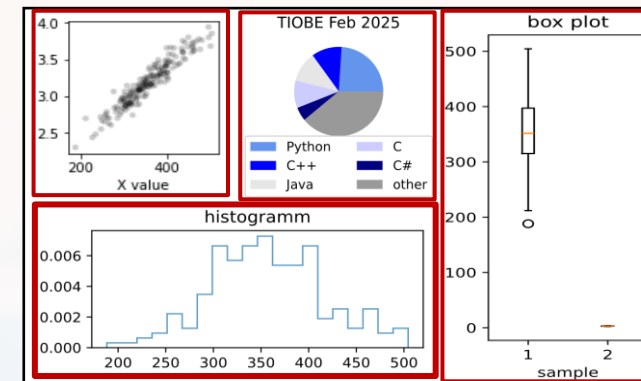 4.0
3.5
3.0
2.5
200 400
X value
TIOBE Feb 2025
Python
C++
Java
C
C#
other
histogramm
0.006
0.004
0.002
0.000
200 250 300 350 400 450 500
box plot
500
400
300
200
100
0
1 2
sample